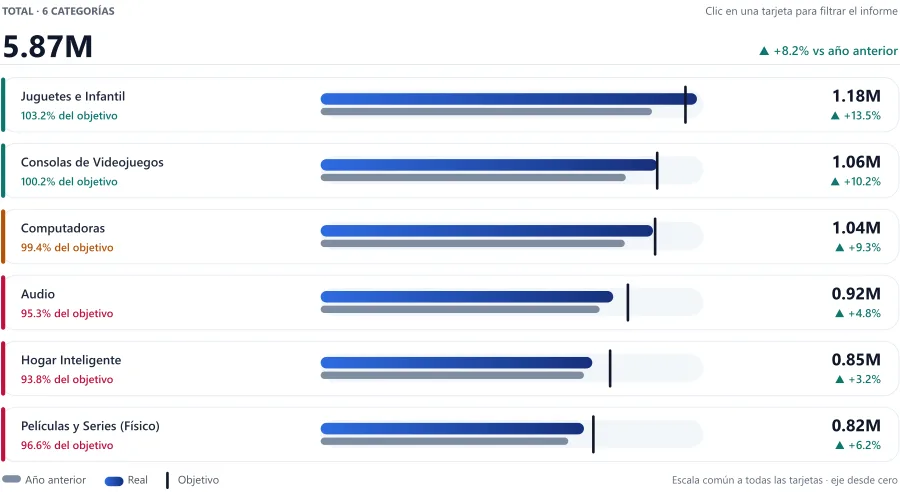 TOTAL · 6 CATEGORÍAS
Clic en una tarjeta para filtrar el informe
5.87M
▲ +8.2% vs año anterior
Juguetes e Infantil
1.18M
103.2% del objetivo
▲ +13.5%
Consolas de Videojuegos
1.06M
100.2% del objetivo
▲ +10.2%
Computadoras
1.04M
99.4% del objetivo
▲ +9.3%
Audio
0.92M
95.3% del objetivo
▲ +4.8%
Hogar Inteligente
0.85M
93.8% del objetivo
▲ +3.2%
Películas y Series (Físico)
0.82M
96.6% del objetivo
▲ +6.2%
Año anterior
Real
Objetivo
Escala común a todas las tarjetas · eje desde cero